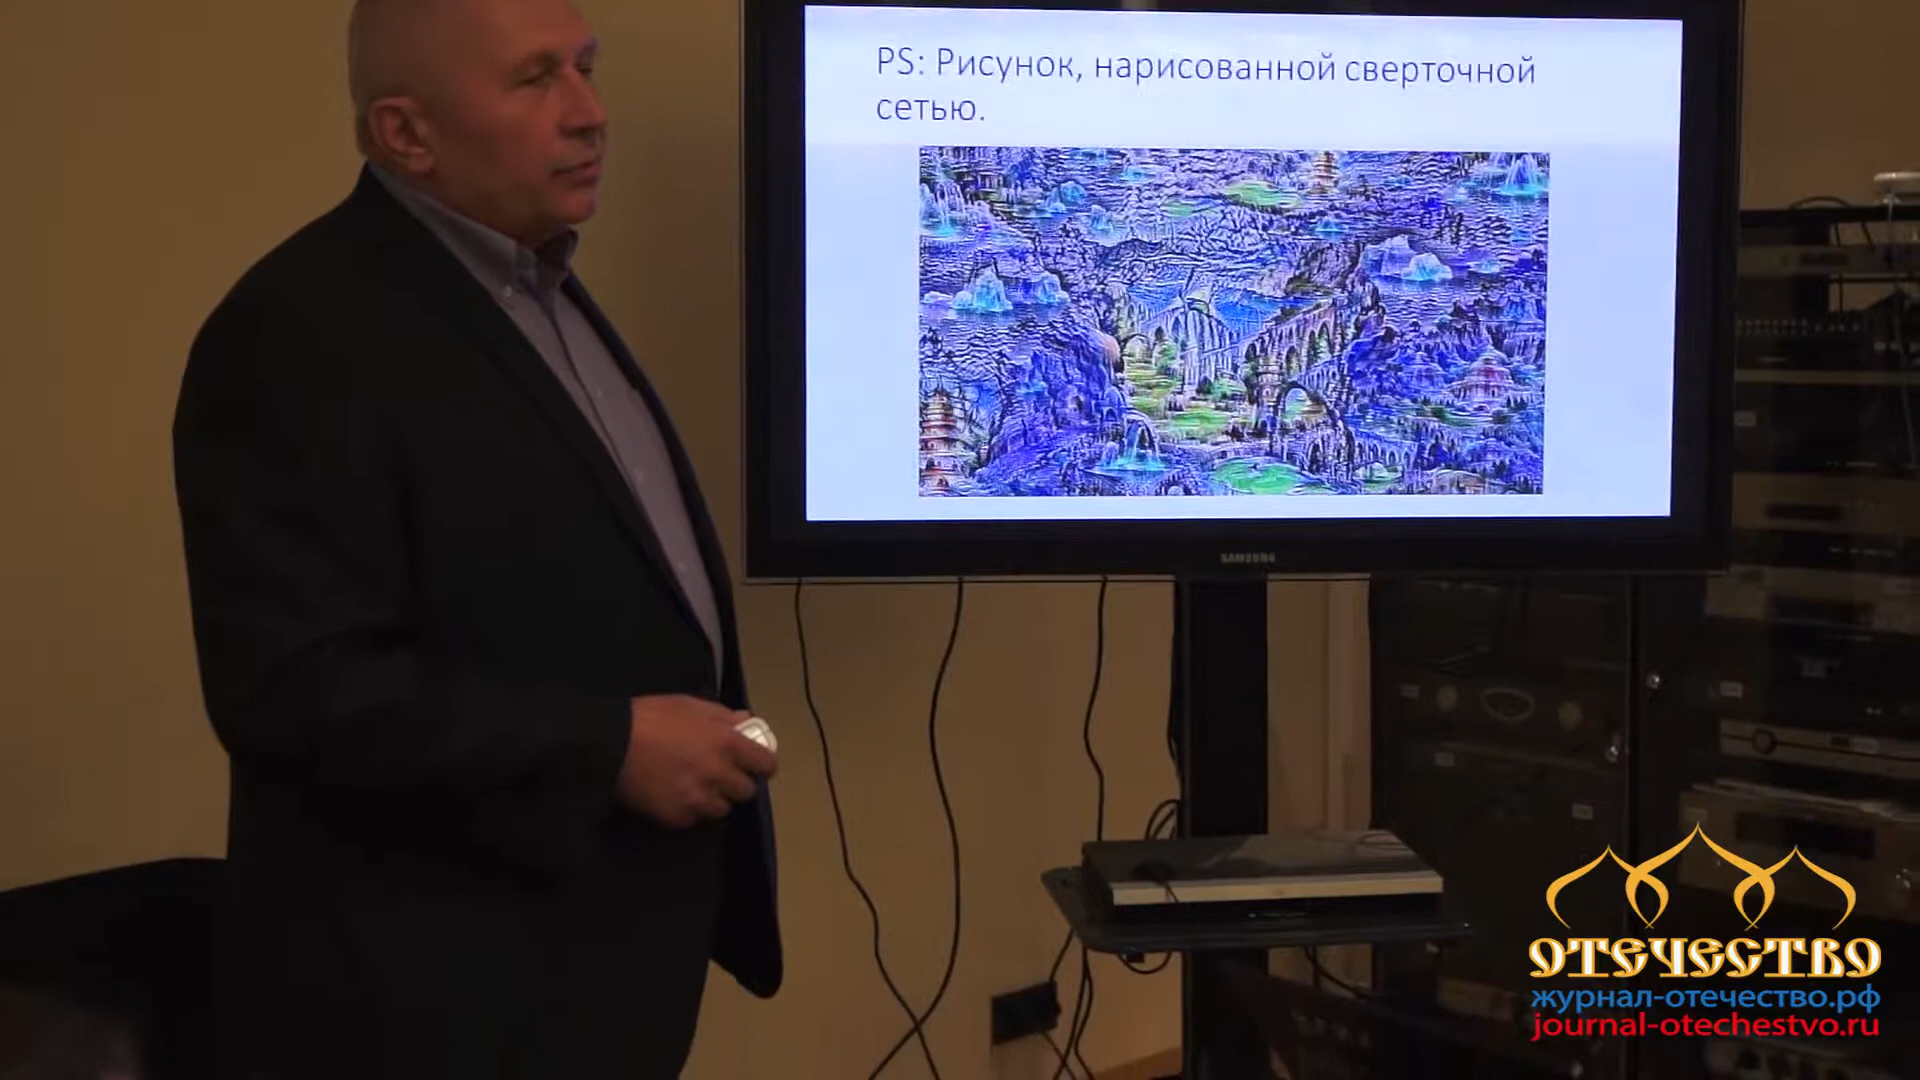 PS: Рисунок, нарисованной сверточной
сетью.
SAMSUNG
ОТЕЧЕСТВО
журнал-отечество.рф
journal-otechestvo.ru